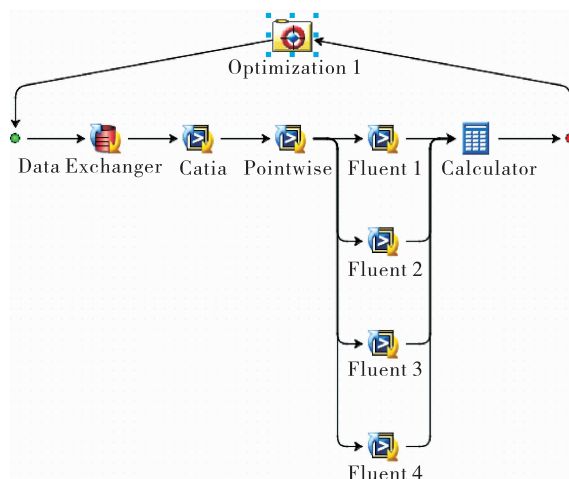 Optimization 1
Data Exchanger
Catia
Pointwise
Fluent 1
Calculator
Fluent 2
Fluent 3
Fluent 4